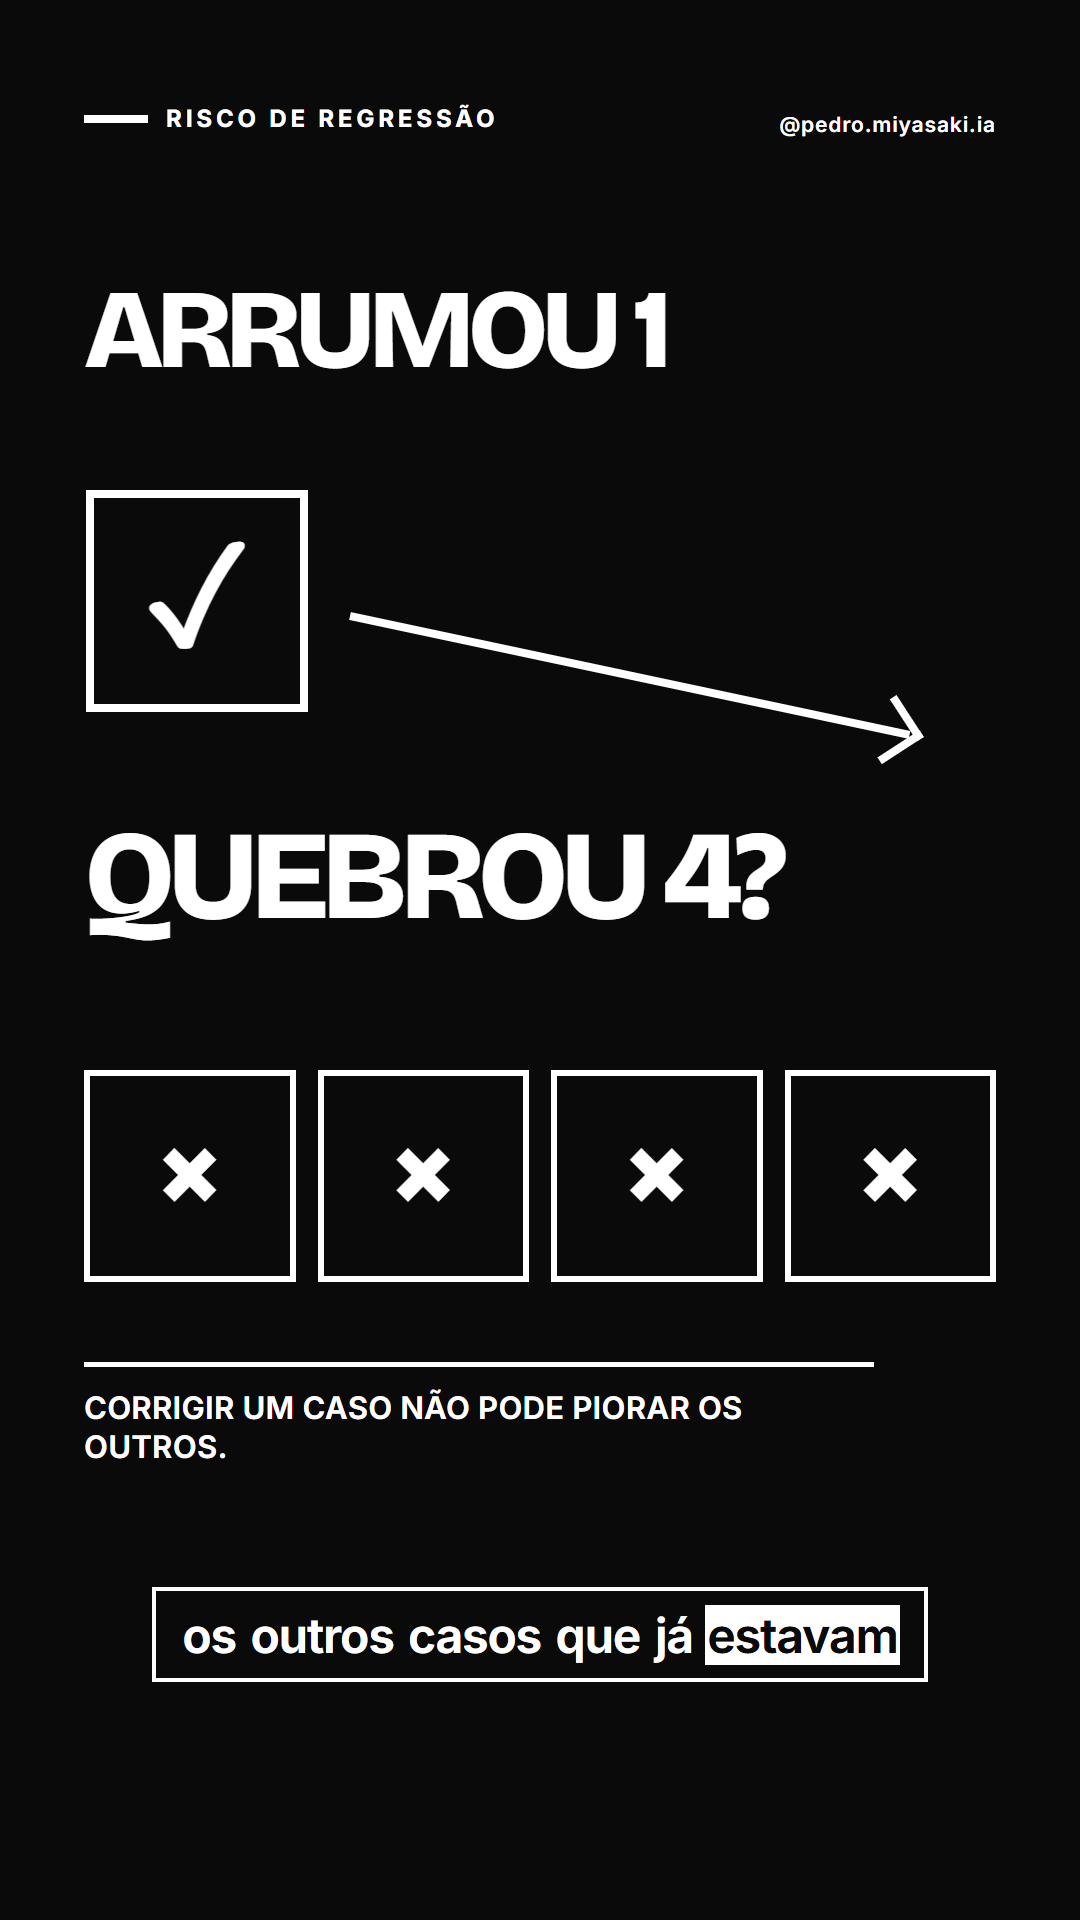 RISCO DE REGRESSÃO
@pedro.miyasaki.ia
ARRUMOU 1
✓
QUEBROU 4?
✖ ✖ ✖ ✖
CORRIGIR UM CASO NÃO PODE PIORAR OS
OUTROS.
os outros casos que já estavam